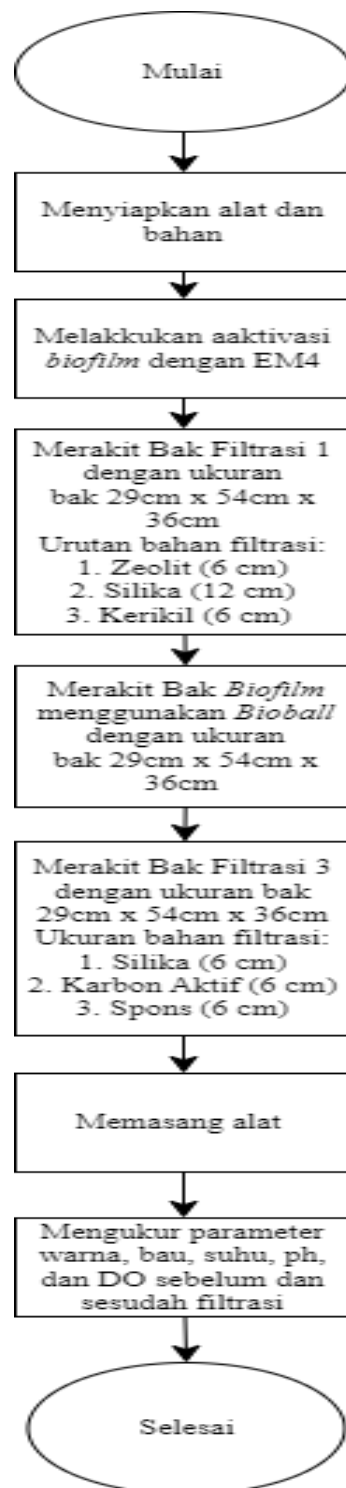 Mulai
Menyiapkan alat dan
bahan
Melakkukan aaktivasi
biofilm dengan EM4
Merakit Bak Filtrasi 1
dengan ukuran
bak 29cm x 54cm x
36cm
Urutan bahan filtrasi:
1. Zeolit (6 cm)
2. Silika (12 cm)
3. Kerikil (6 cm)
Merakit Bak Biofilm
menggunakan Bioball
dengan ukuran
bak 29cm x 54cm x
36cm
Merakit Bak Filtrasi 3
dengan ukuran bak
29cm x 54cm x 36cm
Ukuran bahan filtrasi:
1. Silika (6 cm)
2. Karbon Aktif (6 cm)
3. Spons (6 cm)
Memasang alat
Mengukur parameter
warna, bau, suhu, ph,
dan DO sebelum dan
sesudah filtrasi
Selesai